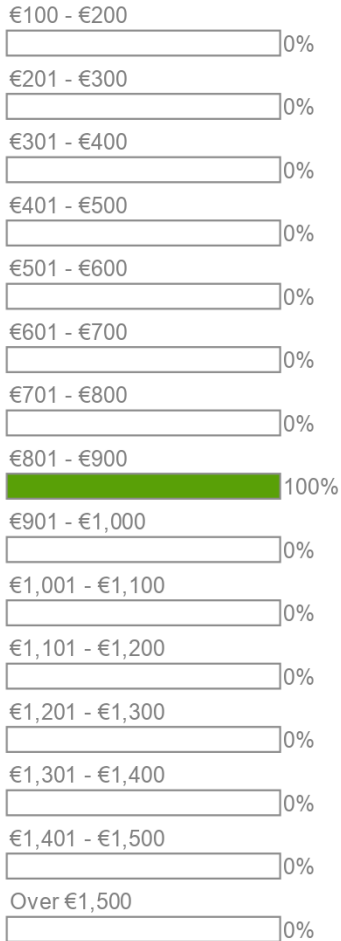 €100 - €200
0%
€201 - €300
0%
€301 - €400
0%
€401 - €500
0%
€501 - €600
0%
€601 - €700
0%
€701 - €800
0%
€801 - €900
100%
€901 - €1,000
0%
€1,001 - €1,100
0%
€1,101 - €1,200
0%
€1,201 - €1,300
0%
€1,301 - €1,400
0%
€1,401 - €1,500
0%
Over €1,500
0%